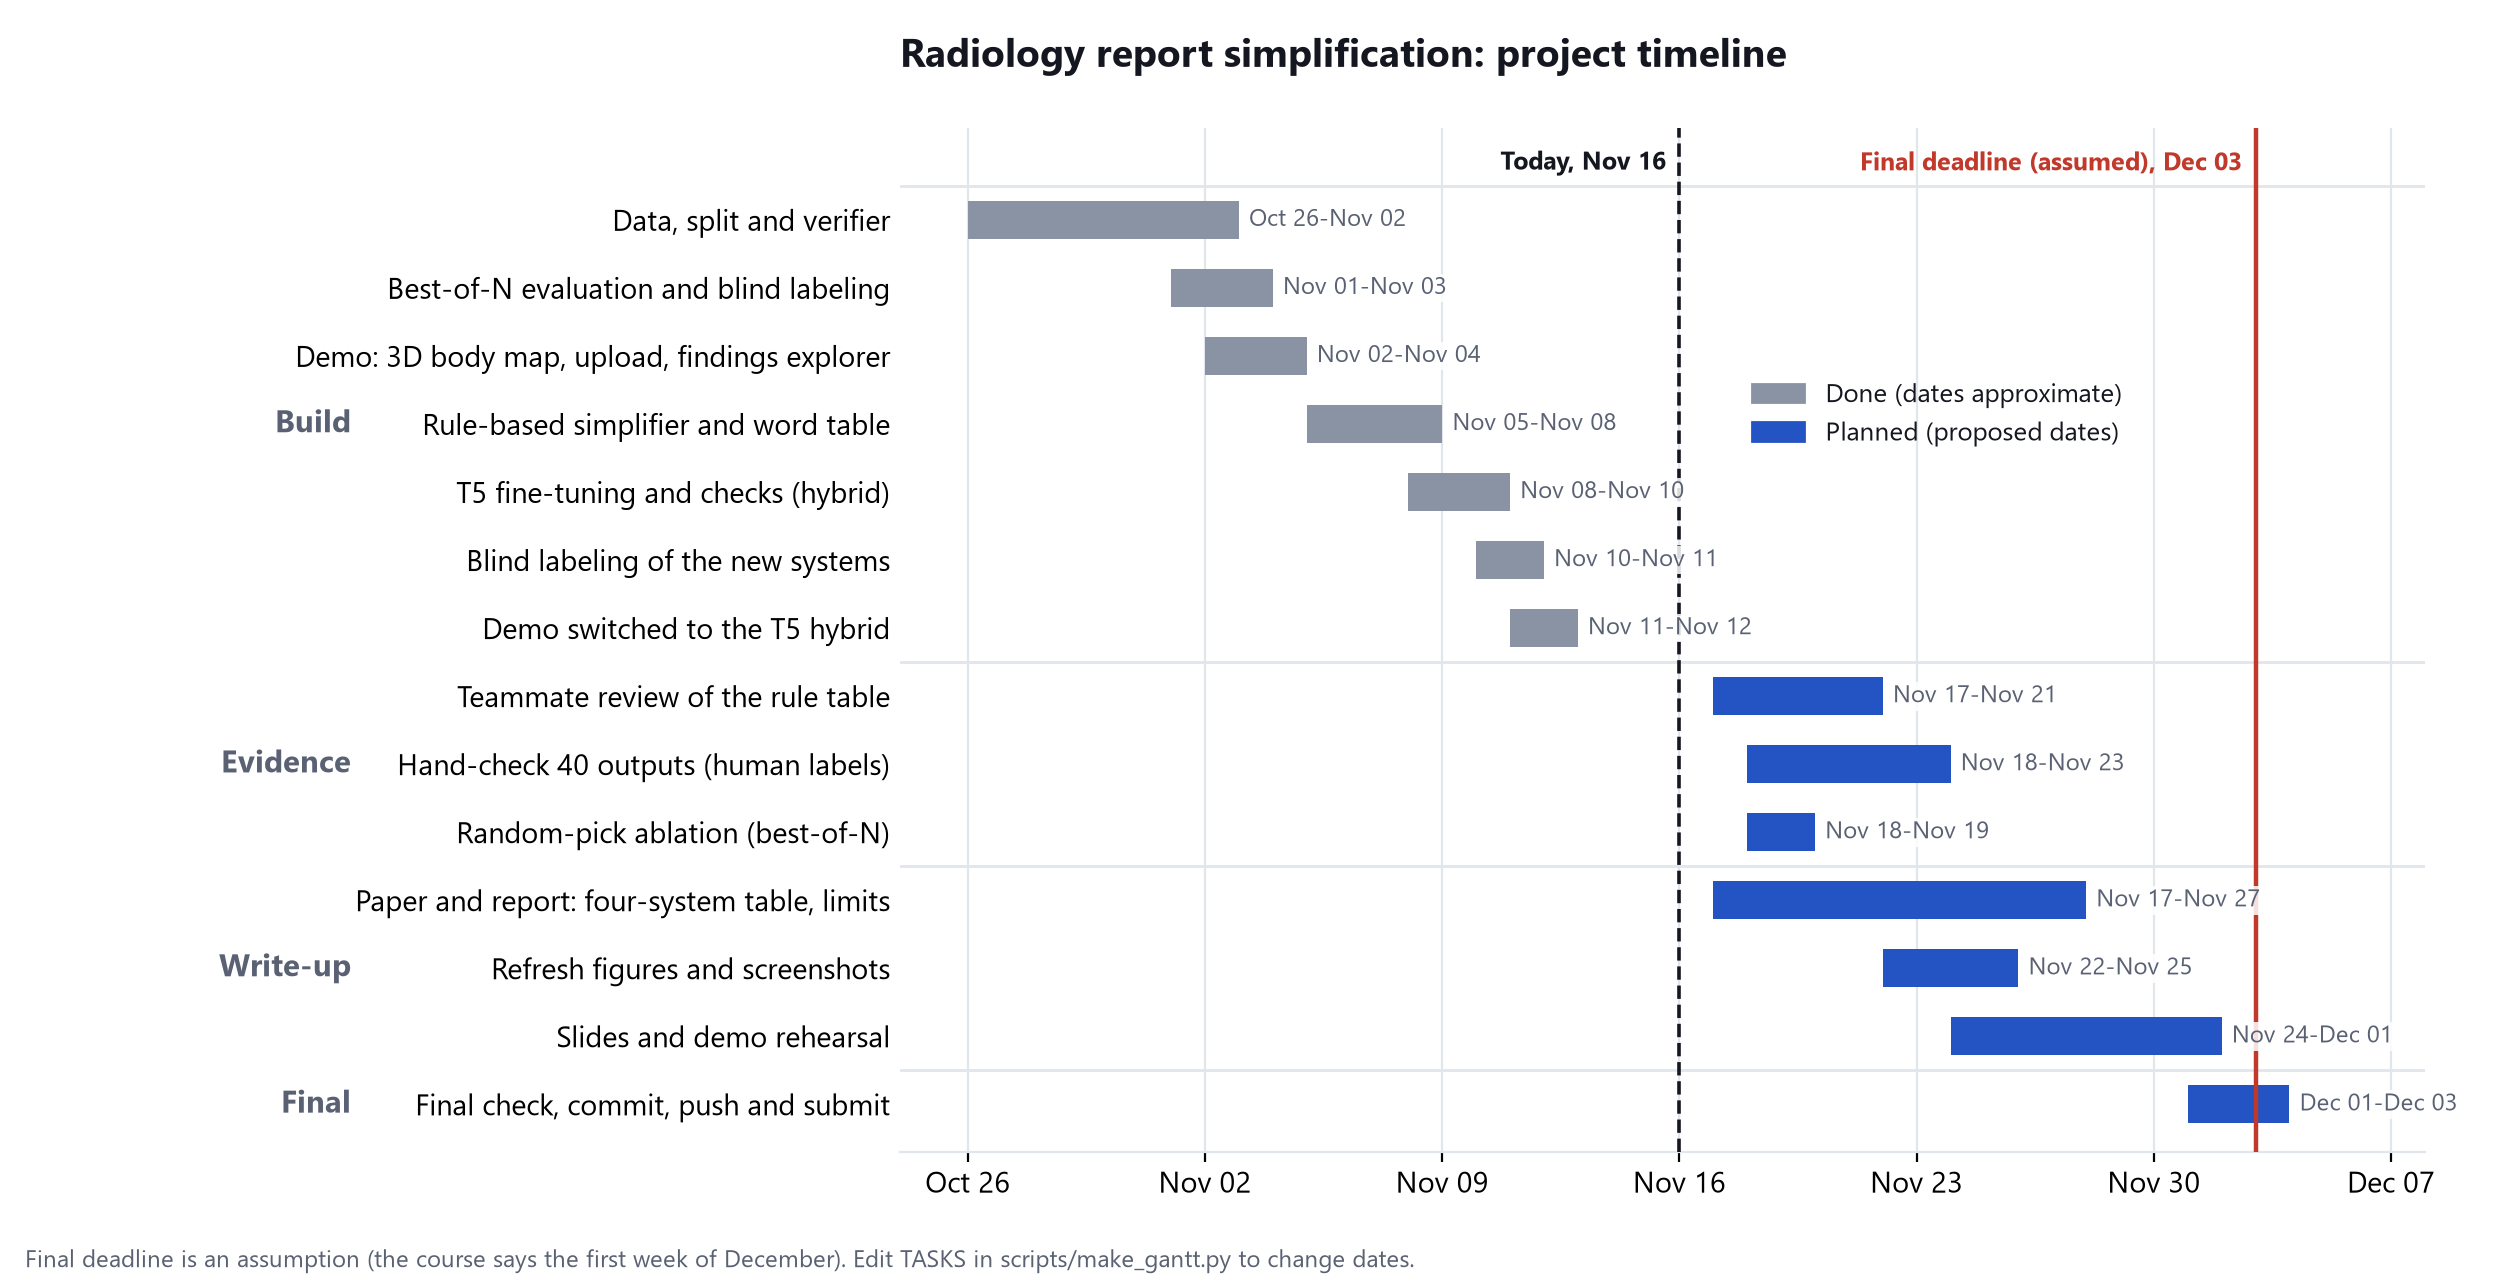 Radiology report simplification: project timeline
Today, Nov 16
Final deadline (assumed), Dec 03
Data, split and verifier
Oct 26-Nov 02
Best-of-N evaluation and blind labeling
Nov 01-Nov 03
Demo: 3D body map, upload, findings explorer
Nov 02-Nov 04
Done (dates approximate)
Planned (proposed dates)
Build
Rule-based simplifier and word table
Nov 05-Nov 08
T5 fine-tuning and checks (hybrid)
Nov 08-Nov 10
Blind labeling of the new systems
Nov 10-Nov 11
Demo switched to the T5 hybrid
Nov 11-Nov 12
Teammate review of the rule table
Nov 17-Nov 21
Evidence
Hand-check 40 outputs (human labels)
Nov 18-Nov 23
Random-pick ablation (best-of-N)
Nov 18-Nov 19
Paper and report: four-system table, limits
Nov 17-Nov 27
Write-up
Refresh figures and screenshots
Nov 22-Nov 25
Slides and demo rehearsal
Nov 24-Dec 01
Final
Final check, commit, push and submit
Dec 01-Dec 03
Oct 26
Nov 02
Nov 09
Nov 16
Nov 23
Nov 30
Dec 07
Final deadline is an assumption (the course says the first week of December). Edit TASKS in scripts/make_gantt.py to change dates.